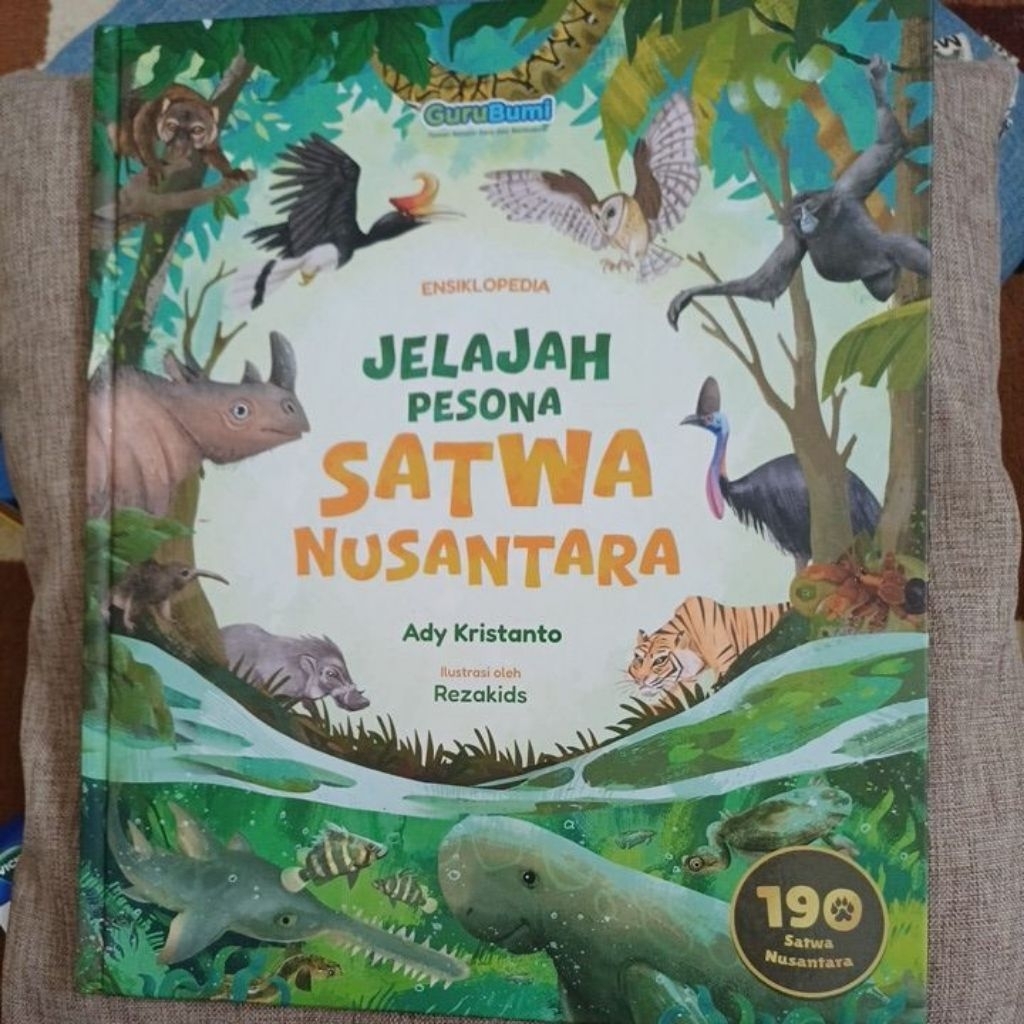 GuruBumi
ENSIKLOPEDIA
JELAJAH
PESONA
SATWA
NUSANTARA
Ady Kristanto
Ilustrasi oleh
Rezakids
190
Satwa
Nusantara